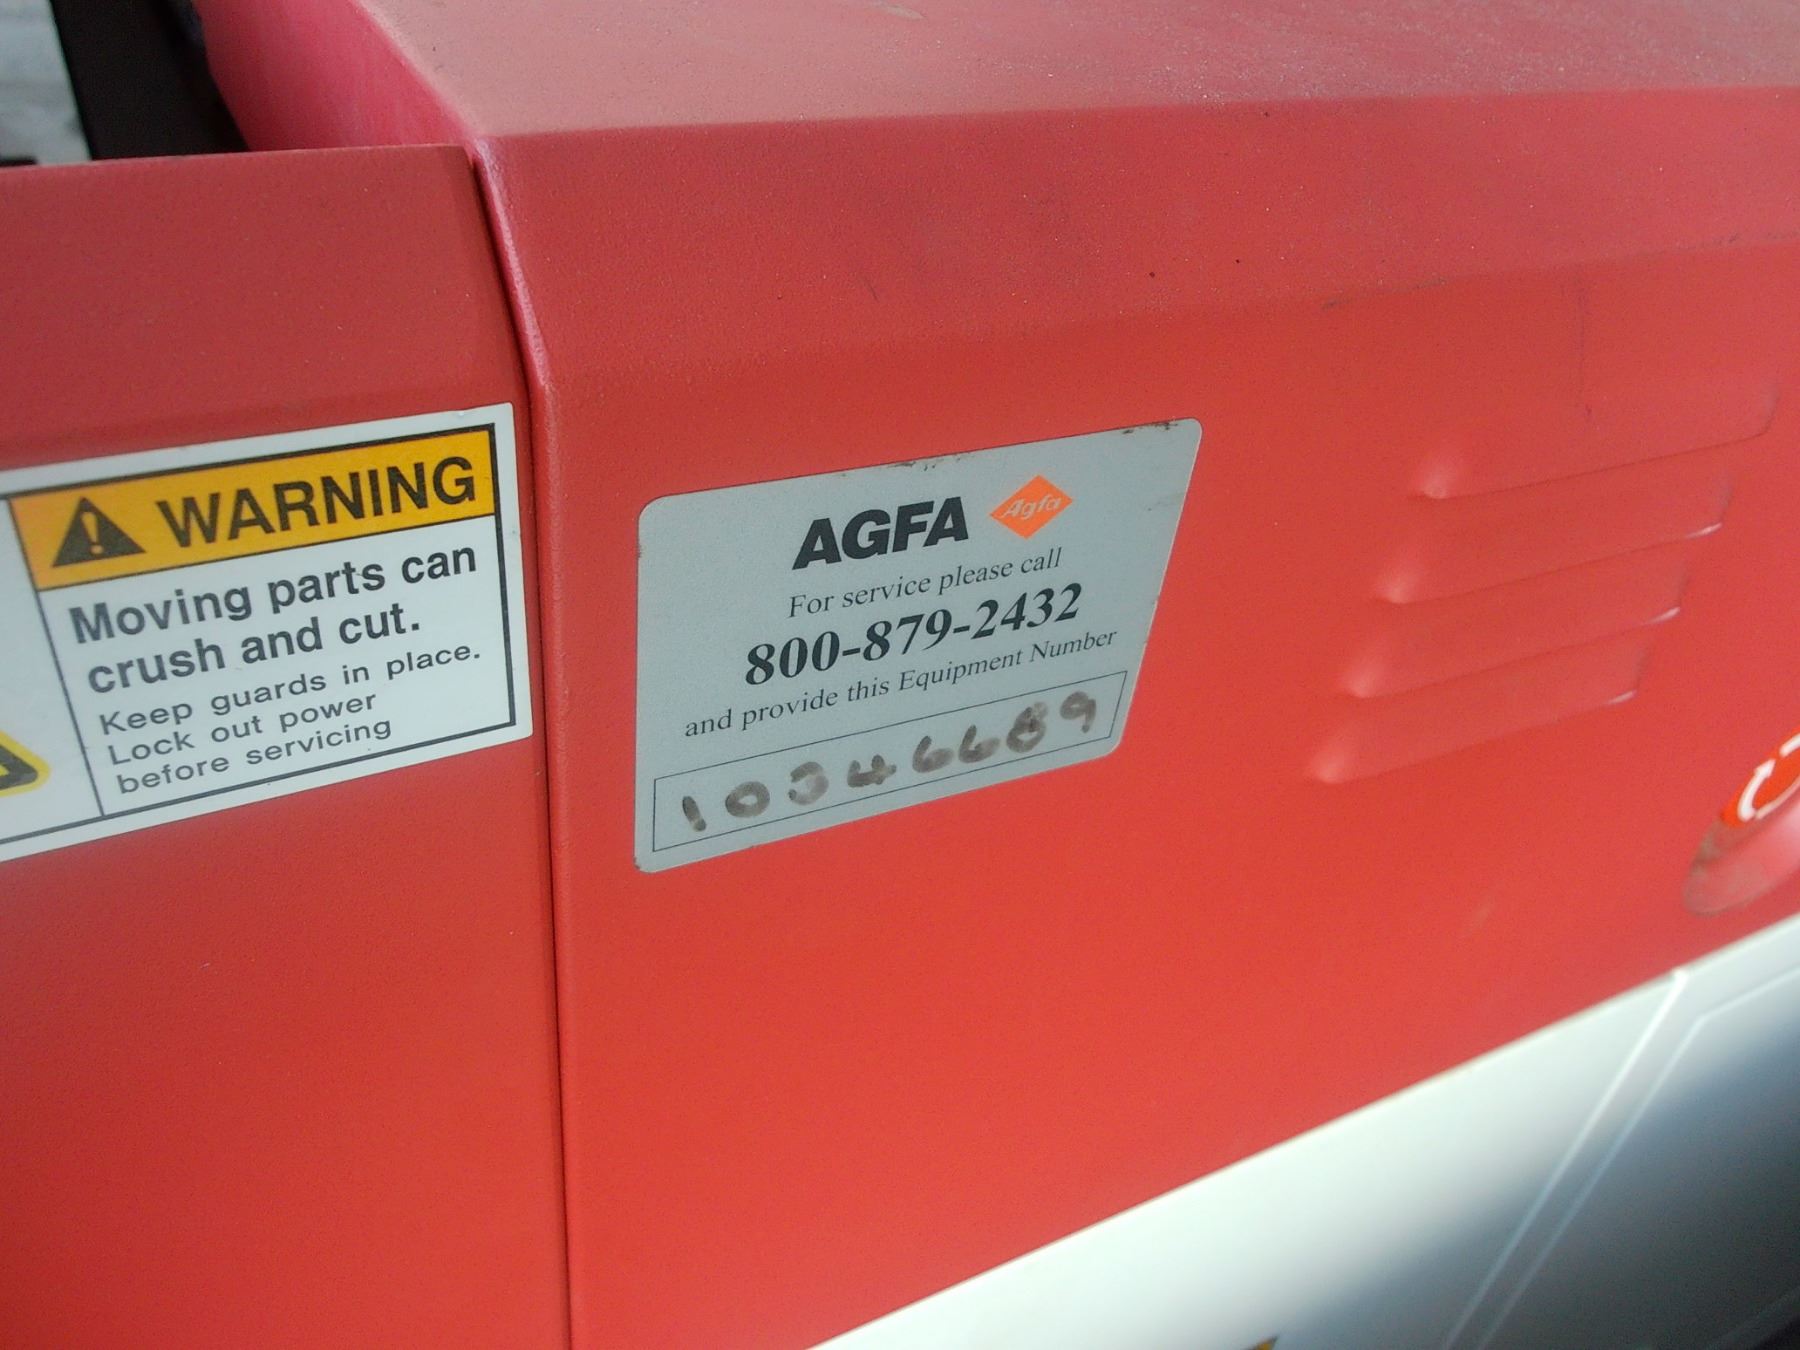 WARNING
Moving parts can
crush and cut.
Keep guards in place.
Lock out power
before servicing
AGFA Agfa
For service please call
800-879-2432
and provide this Equipment Number
10346689